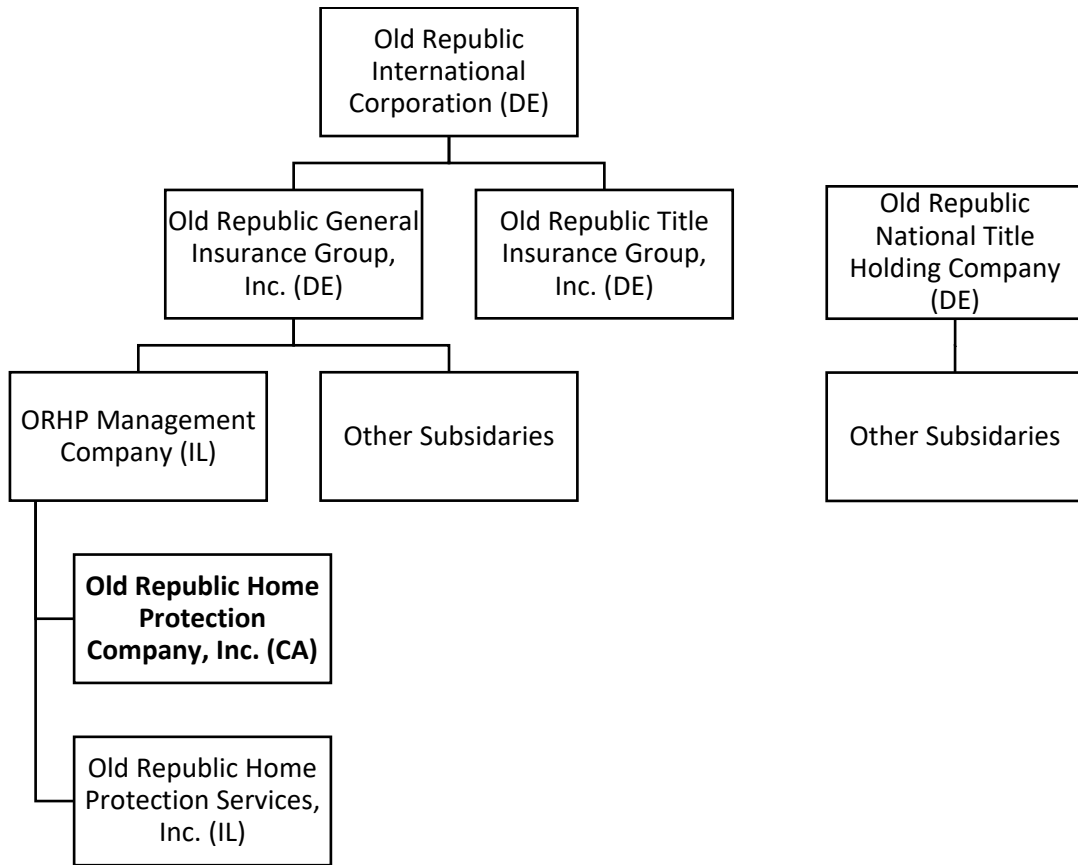 Old Republic
International
Corporation (DE)
Old Republic General
Insurance Group,
Inc. (DE)
Old Republic Title
Insurance Group,
Inc. (DE)
Old Republic
National Title
Holding Company
(DE)
ORHP Management
Company (IL)
Other Subsidaries
Other Subsidaries
Old Republic Home
Protection
Company, Inc. (CA)
Old Republic Home
Protection Services,
Inc. (IL)